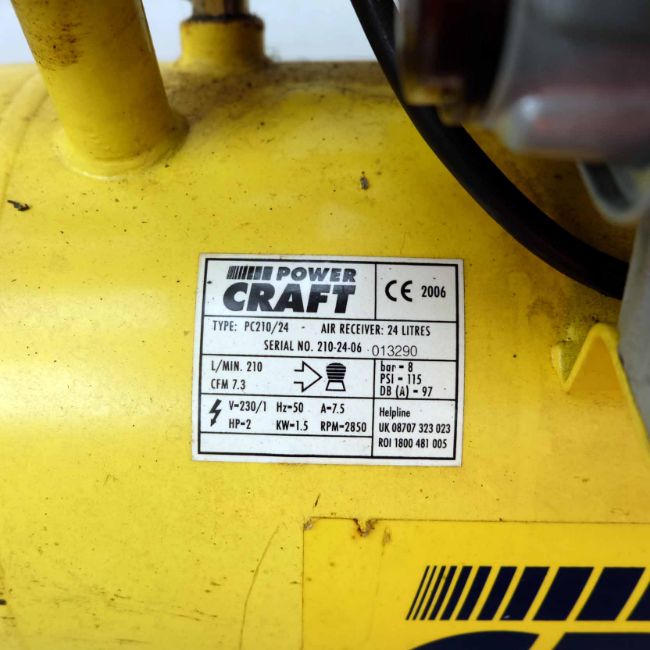 POWER
CRAFT
CE 2006
TYPE: PC210/24 - AIR RECEIVER: 24 LITRES
SERIAL NO. 210-24-06 013290
L/MIN. 210
CFM 7.3
bar = 8
PSI = 115
DB (A) = 97
V=230/1 Hz=50 A=7.5
HP=2 KW=1.5 RPM=2850
Helpline
UK 08707 323 023
ROI 1800 481 005